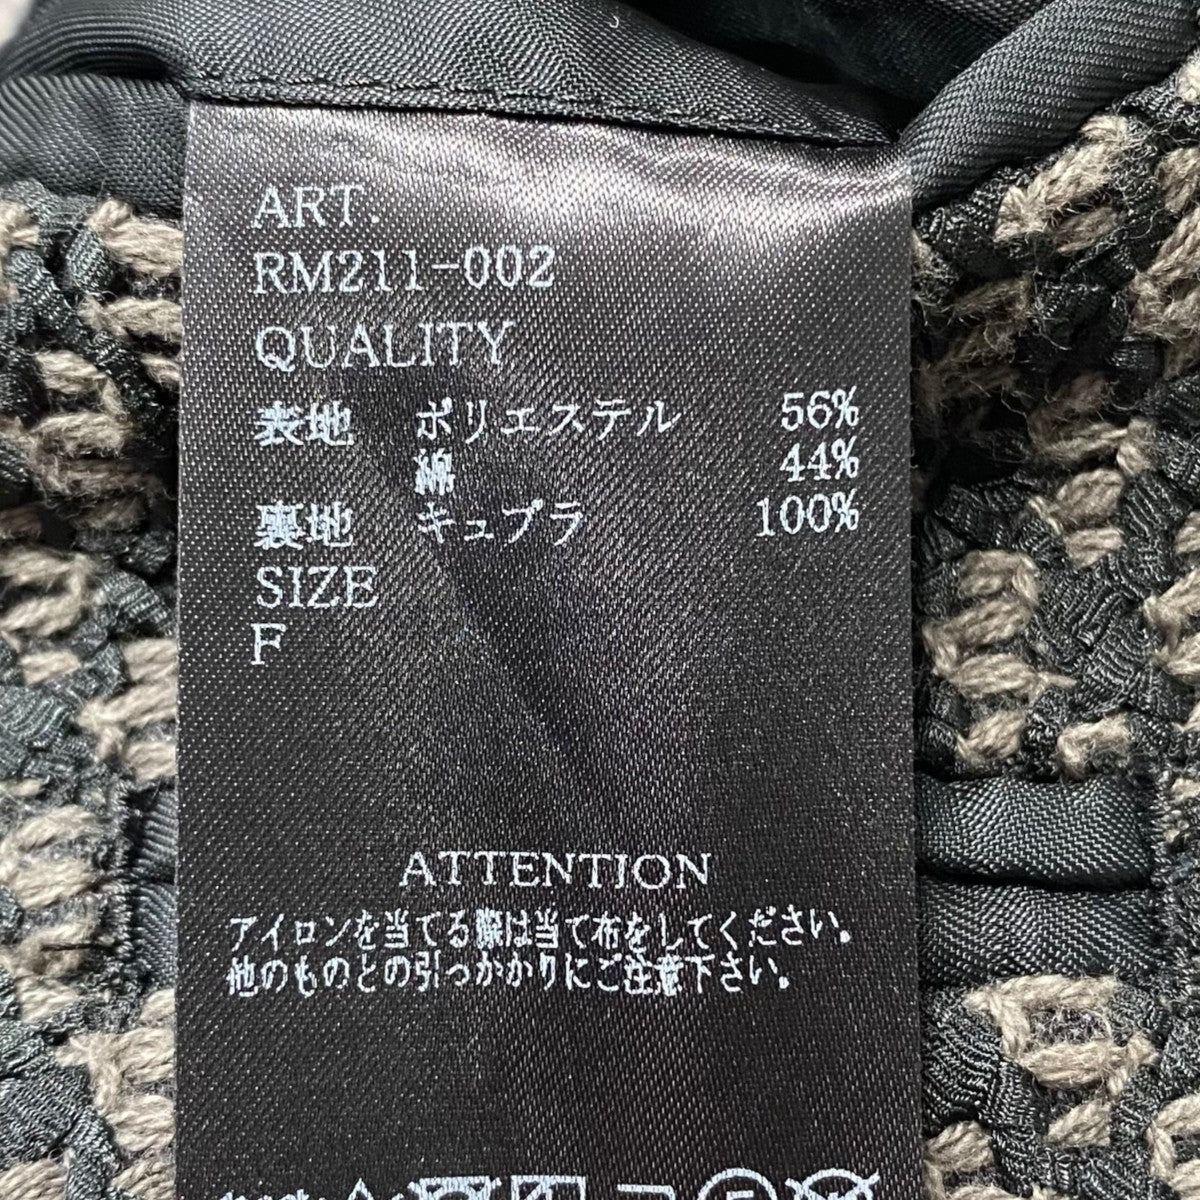 ART.
RM211-002
QUALITY
表地 ポリエステル 56%
綿 44%
裏地 キュプラ 100%
SIZE
F
ATTENTION
アイロンを当てる際は当て布をしてください。
他のものとの引っかかりにご注意下さい。